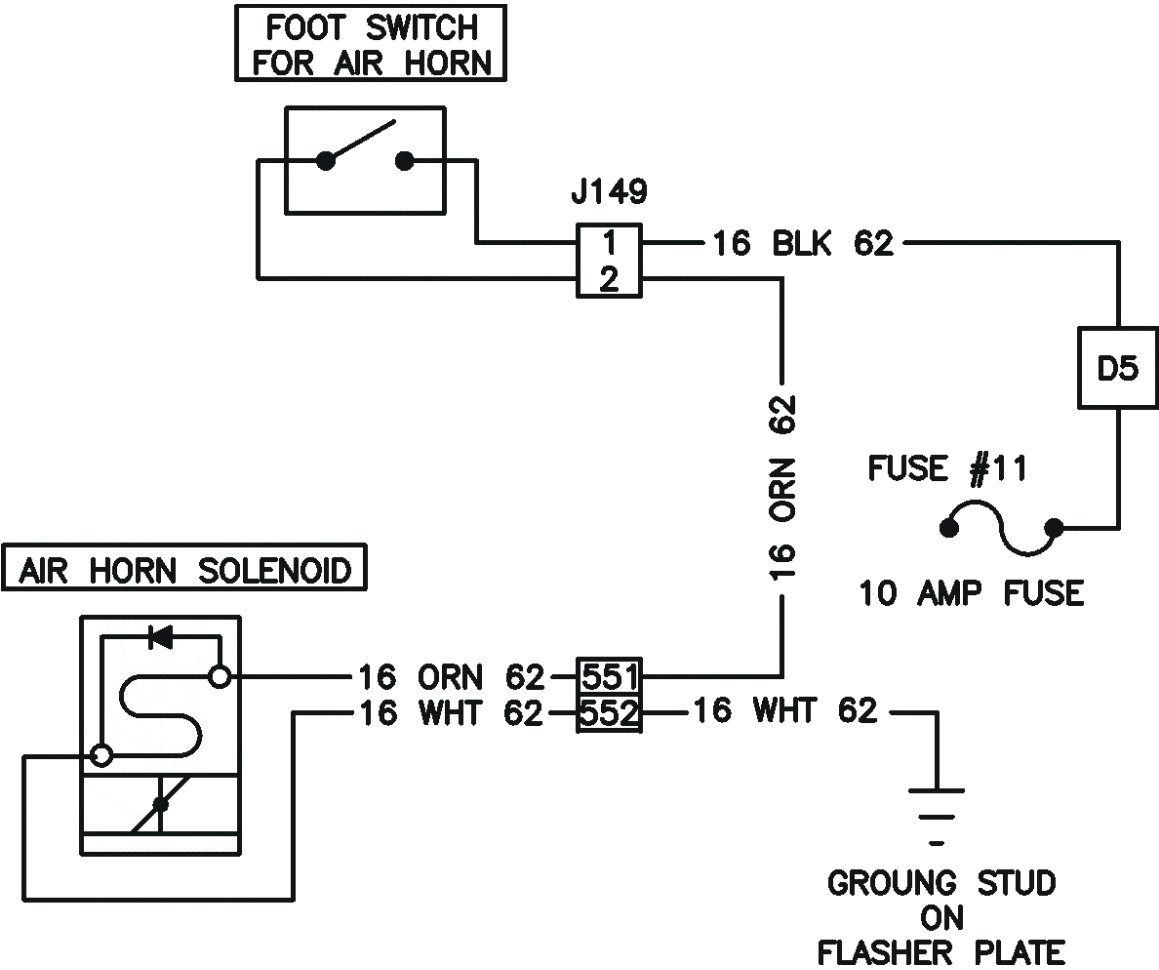 FOOT SWITCH
FOR AIR HORN
J149
1
2
16 BLK 62
D5
16 ORN 62
FUSE #11
10 AMP FUSE
AIR HORN SOLENOID
16 ORN 62
551
16 WHT 62
552
16 WHT 62
GROUNG STUD
ON
FLASHER PLATE